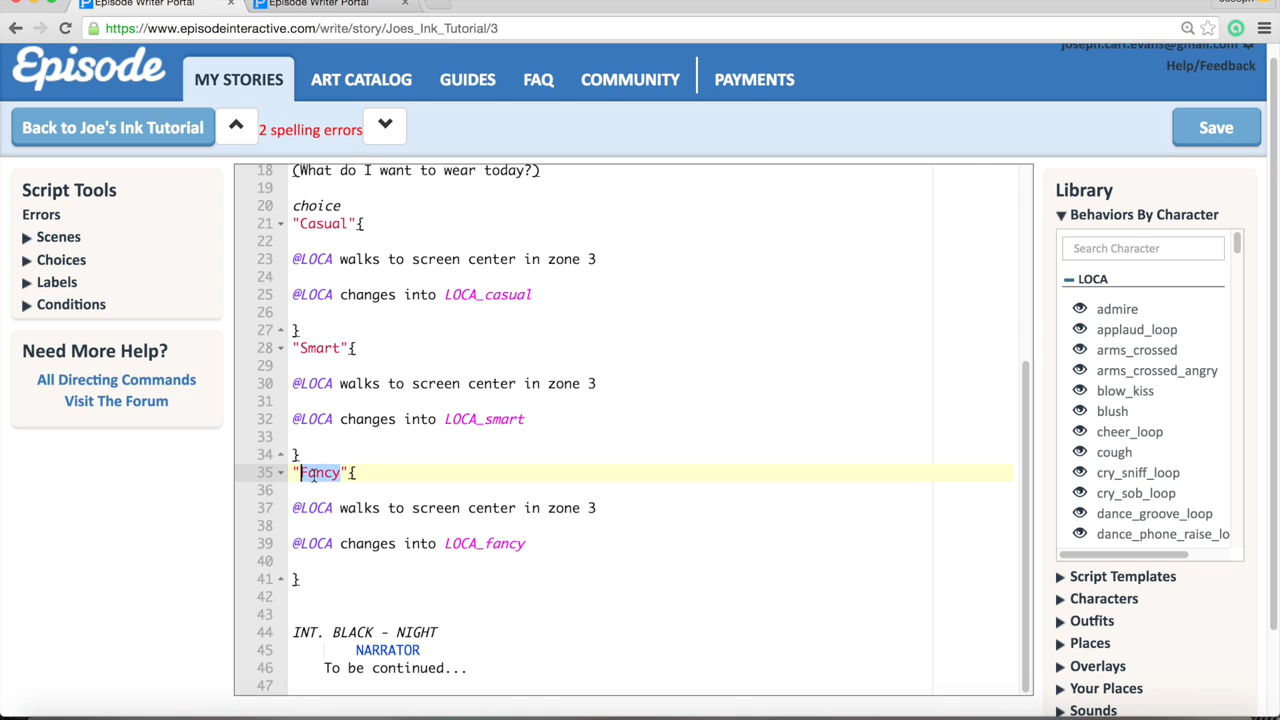 Episode Writer Portal
Episode Writer Portal
https://www.episodeinteractive.com/write/story/Joes_Ink_Tutorial/3
Episode
MY STORIES
ART CATALOG
GUIDES
FAQ
COMMUNITY
PAYMENTS
joseph.carl.evans@gmail.com
Help/Feedback
Back to Joe's Ink Tutorial
2 spelling errors
Save
Script Tools
Errors
Scenes
Choices
Labels
Conditions
Need More Help?
All Directing Commands
Visit The Forum
18 (What do I want to wear today?)
19
20 choice
21 "Casual"{
22
23 @LOCA walks to screen center in zone 3
24
25 @LOCA changes into LOCA_casual
26
27 }
28 "Smart"{
29
30 @LOCA walks to screen center in zone 3
31
32 @LOCA changes into LOCA_smart
33
34 }
35 "Fancy"{
36
37 @LOCA walks to screen center in zone 3
38
39 @LOCA changes into LOCA_fancy
40
41 }
42
43
44 INT. BLACK - NIGHT
45 NARRATOR
46 To be continued...
47
Library
Behaviors By Character
Search Character
LOCA
admire
applaud_loop
arms_crossed
arms_crossed_angry
blow_kiss
blush
cheer_loop
cough
cry_sniff_loop
cry_sob_loop
dance_groove_loop
dance_phone_raise_lo
Script Templates
Characters
Outfits
Places
Overlays
Your Places
Sounds